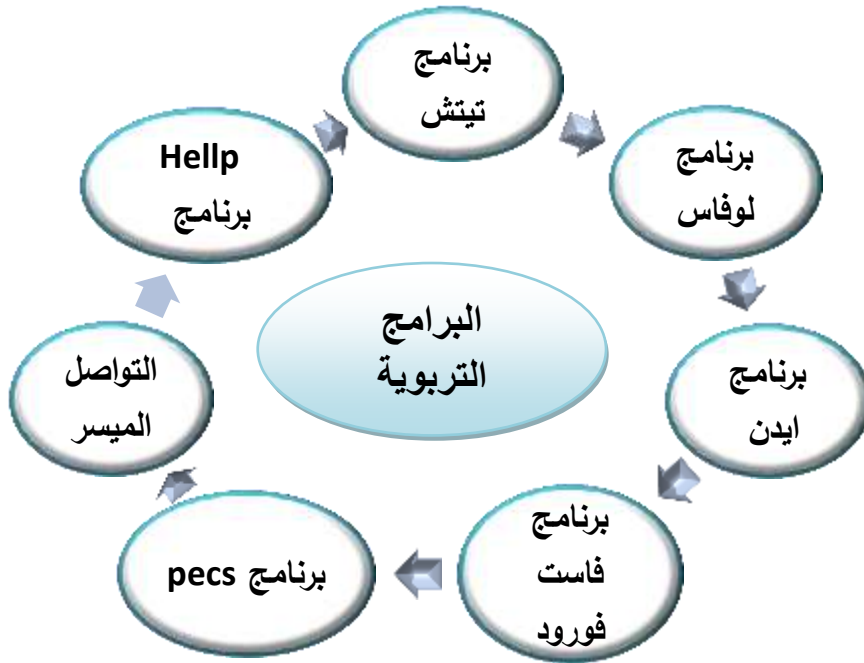 البرامج
التربوية
برنامج
تيتش
برنامج
لوفاس
برنامج
ايدن
برنامج
فاست
فورود
برنامج pecs
التواصل
الميسر
Hellp
برنامج